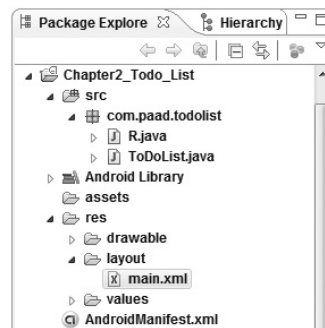 Package Explore
Hierarchy
Chapter2_Todo_List
src
com.paad.todolist
R.java
ToDoList.java
Android Library
assets
res
drawable
layout
main.xml
values
AndroidManifest.xml